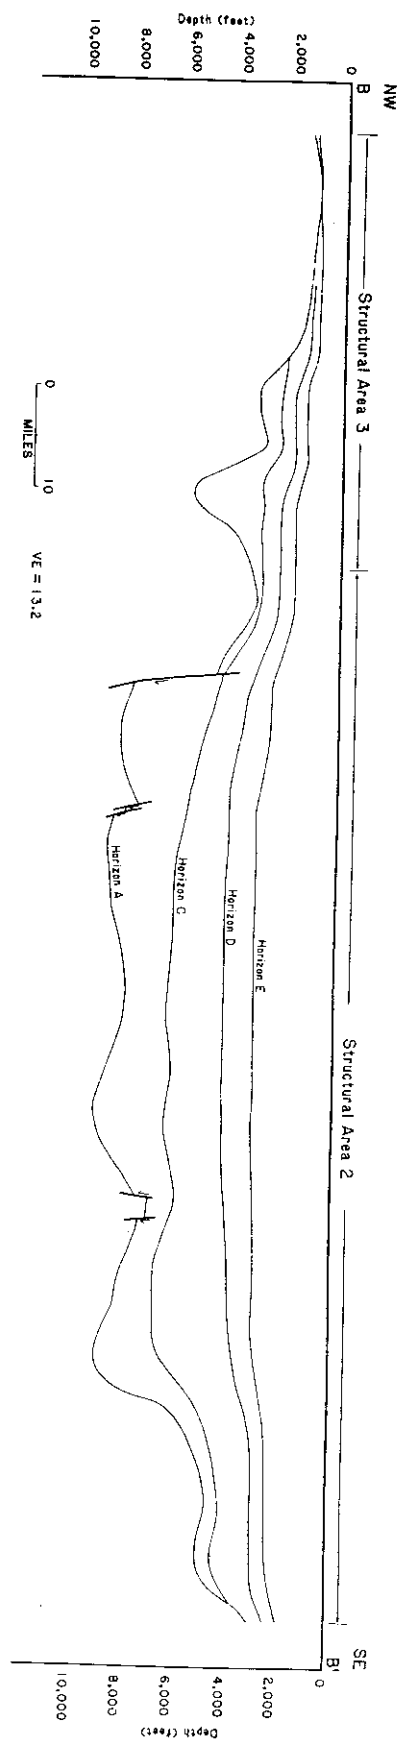 NW
B
0
2,000
4,000
6,000
8,000
10,000
Depth (feet)
Structural Area 3
Structural Area 2
Horizon E
Horizon D
Horizon C
Horizon A
0 10
MILES
VE = 13.2
SE
B'
0
2,000
4,000
6,000
8,000
10,000
Depth (feet)